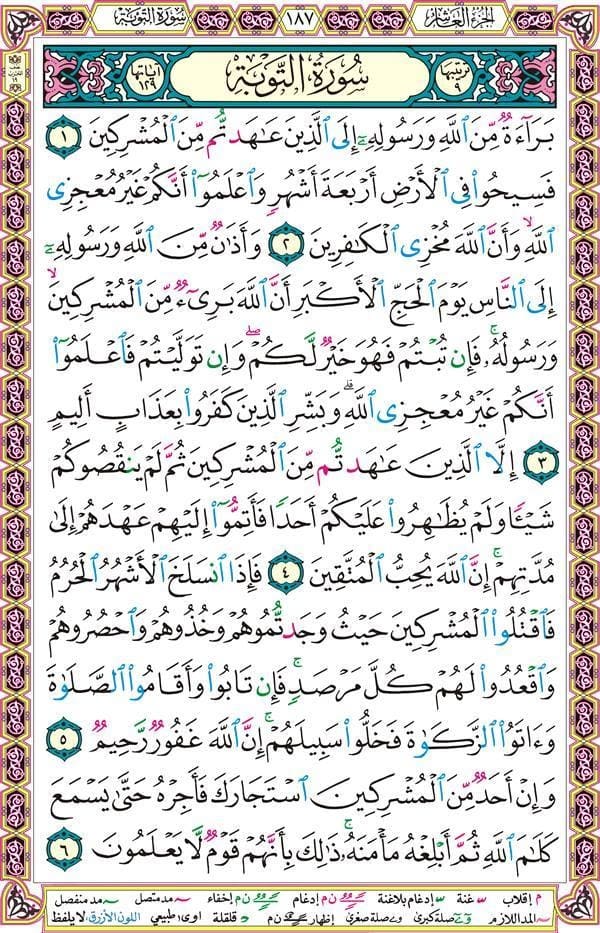 الجزء العاشر ١٨٧ سورة التوبة
ترتيبها ٩ سورة التوبة آياتها ١٢٩
بَرَآءَةٌ مِّنَ ٱللَّهِ وَرَسُولِهِۦٓ إِلَى ٱلَّذِينَ عَٰهَدتُّم مِّنَ ٱلْمُشْرِكِينَ ١
فَسِيحُوا۟ فِى ٱلْأَرْضِ أَرْبَعَةَ أَشْهُرٍ وَٱعْلَمُوٓا۟ أَنَّكُمْ غَيْرُ مُعْجِزِى
ٱللَّهِ ۙ وَأَنَّ ٱللَّهَ مُخْزِى ٱلْكَٰفِرِينَ ٢ وَأَذَٰنٌ مِّنَ ٱللَّهِ وَرَسُولِهِۦٓ
إِلَى ٱلنَّاسِ يَوْمَ ٱلْحَجِّ ٱلْأَكْبَرِ أَنَّ ٱللَّهَ بَرِىٓءٌ مِّنَ ٱلْمُشْرِكِينَ ۙ
وَرَسُولُهُۥ ۚ فَإِن تُبْتُمْ فَهُوَ خَيْرٌ لَّكُمْ ۖ وَإِن تَوَلَّيْتُمْ فَٱعْلَمُوٓا۟
أَنَّكُمْ غَيْرُ مُعْجِزِى ٱللَّهِ ۗ وَبَشِّرِ ٱلَّذِينَ كَفَرُوا۟ بِعَذَابٍ أَلِيمٍ
٣ إِلَّا ٱلَّذِينَ عَٰهَدتُّم مِّنَ ٱلْمُشْرِكِينَ ثُمَّ لَمْ يَنقُصُوكُمْ
شَيْـًٔا وَلَمْ يُظَٰهِرُوا۟ عَلَيْكُمْ أَحَدًا فَأَتِمُّوٓا۟ إِلَيْهِمْ عَهْدَهُمْ إِلَىٰ
مُدَّتِهِمْ ۚ إِنَّ ٱللَّهَ يُحِبُّ ٱلْمُتَّقِينَ ٤ فَإِذَا ٱنسَلَخَ ٱلْأَشْهُرُ ٱلْحُرُمُ
فَٱقْتُلُوا۟ ٱلْمُشْرِكِينَ حَيْثُ وَجَدتُّمُوهُمْ وَخُذُوهُمْ وَٱحْصُرُوهُمْ
وَٱقْعُدُوا۟ لَهُمْ كُلَّ مَرْصَدٍ ۚ فَإِن تَابُوا۟ وَأَقَامُوا۟ ٱلصَّلَوٰةَ
وَءَاتَوُا۟ ٱلزَّكَوٰةَ فَخَلُّوا۟ سَبِيلَهُمْ ۚ إِنَّ ٱللَّهَ غَفُورٌ رَّحِيمٌ ٥
وَإِنْ أَحَدٌ مِّنَ ٱلْمُشْرِكِينَ ٱسْتَجَارَكَ فَأَجِرْهُ حَتَّىٰ يَسْمَعَ
كَلَٰمَ ٱللَّهِ ثُمَّ أَبْلِغْهُ مَأْمَنَهُۥ ۚ ذَٰلِكَ بِأَنَّهُمْ قَوْمٌ لَّا يَعْلَمُونَ ٦
م إقلاب غنة إدغام بلاغنة ن م إدغام ن م إخفاء مد متصل مد منفصل
المد اللازم صلة كبرى صلة صغرى إظهار ن م قلقلة اوى طبيعي اللون الأزرق لا يلفظ